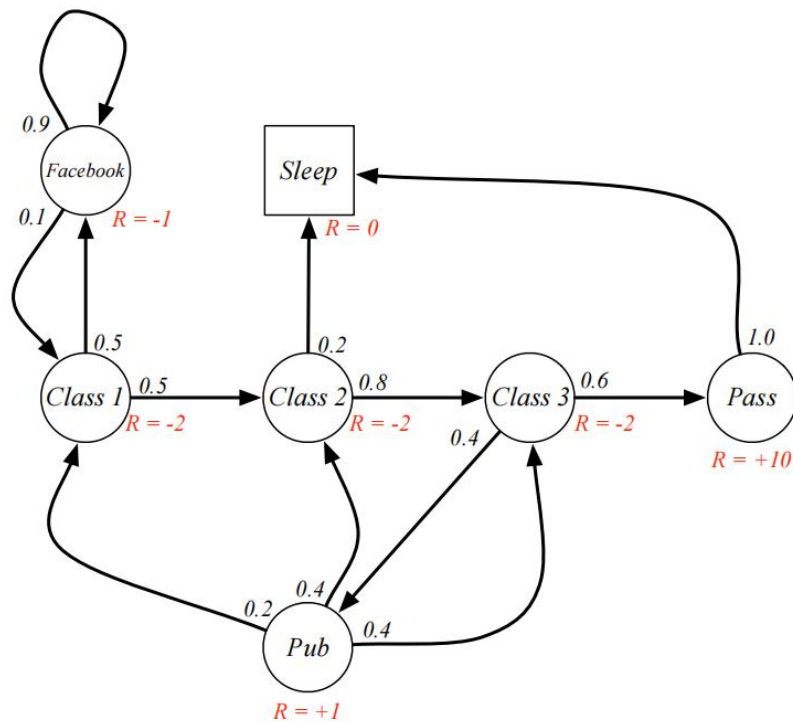 0.9
Facebook
Sleep
0.1
R = -1
R = 0
0.5
0.2
1.0
Class 1
0.5
Class 2
0.8
Class 3
0.6
Pass
R = -2
R = -2
R = -2
0.4
R = +10
0.2
0.4
0.4
Pub
R = +1